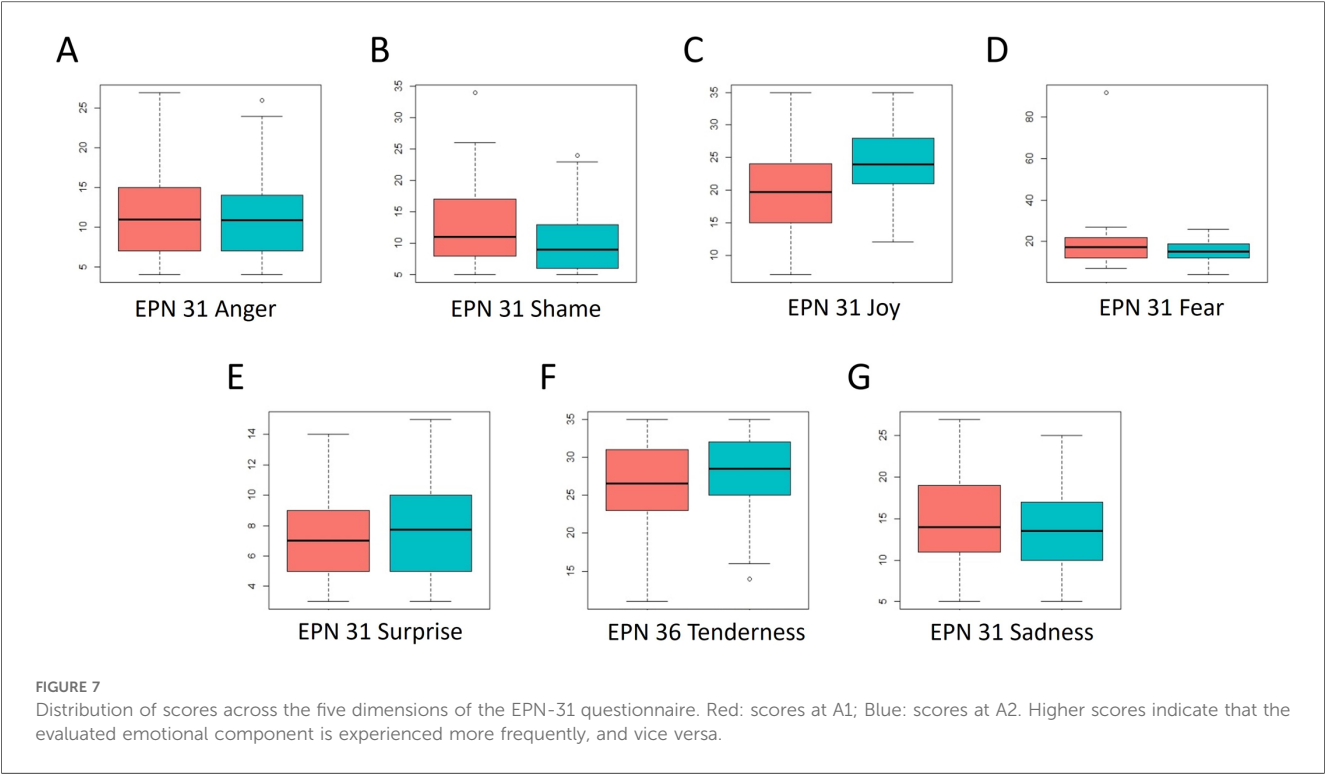 A
B
C
D
25
20
15
10
5
35
30
25
20
15
10
5
35
30
25
20
15
10
80
60
40
20
EPN 31 Anger
EPN 31 Shame
EPN 31 Joy
EPN 31 Fear
E
F
G
14
12
10
8
6
4
35
30
25
20
15
25
20
15
10
5
EPN 31 Surprise
EPN 36 Tenderness
EPN 31 Sadness
FIGURE 7
Distribution of scores across the five dimensions of the EPN-31 questionnaire. Red: scores at A1; Blue: scores at A2. Higher scores indicate that the
evaluated emotional component is experienced more frequently, and vice versa.